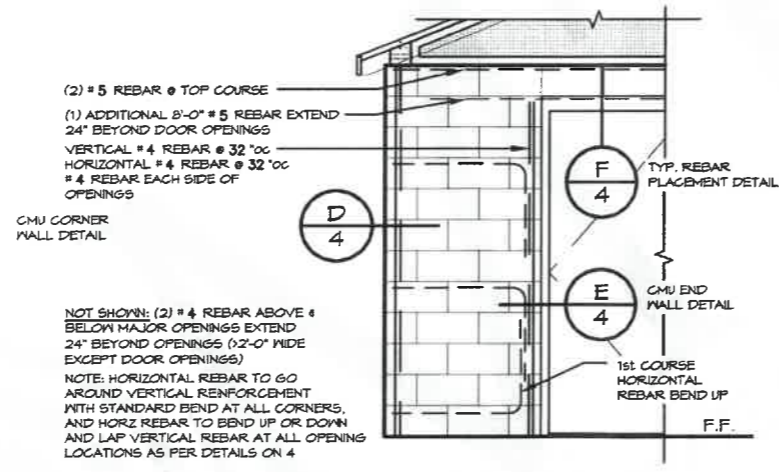 (2) #5 REBAR @ TOP COURSE
(1) ADDITIONAL 8'-0" #5 REBAR EXTEND
24" BEYOND DOOR OPENINGS
VERTICAL #4 REBAR @ 32 "OC
HORIZONTAL #4 REBAR @ 32 "OC
#4 REBAR EACH SIDE OF
OPENINGS
CMU CORNER
WALL DETAIL
D
4
F
4
TYP. REBAR
PLACEMENT DETAIL
E
4
CMU END
WALL DETAIL
NOT SHOWN: (2) #4 REBAR ABOVE &
BELOW MAJOR OPENINGS EXTEND
24" BEYOND OPENINGS (>2'-0" WIDE
EXCEPT DOOR OPENINGS)
NOTE: HORIZONTAL REBAR TO GO
AROUND VERTICAL REINFORCEMENT
WITH STANDARD BEND AT ALL CORNERS,
AND HORZ REBAR TO BEND UP OR DOWN
AND LAP VERTICAL REBAR AT ALL OPENING
LOCATIONS AS PER DETAILS ON 4
1st COURSE
HORIZONTAL
REBAR BEND UP
F.F.